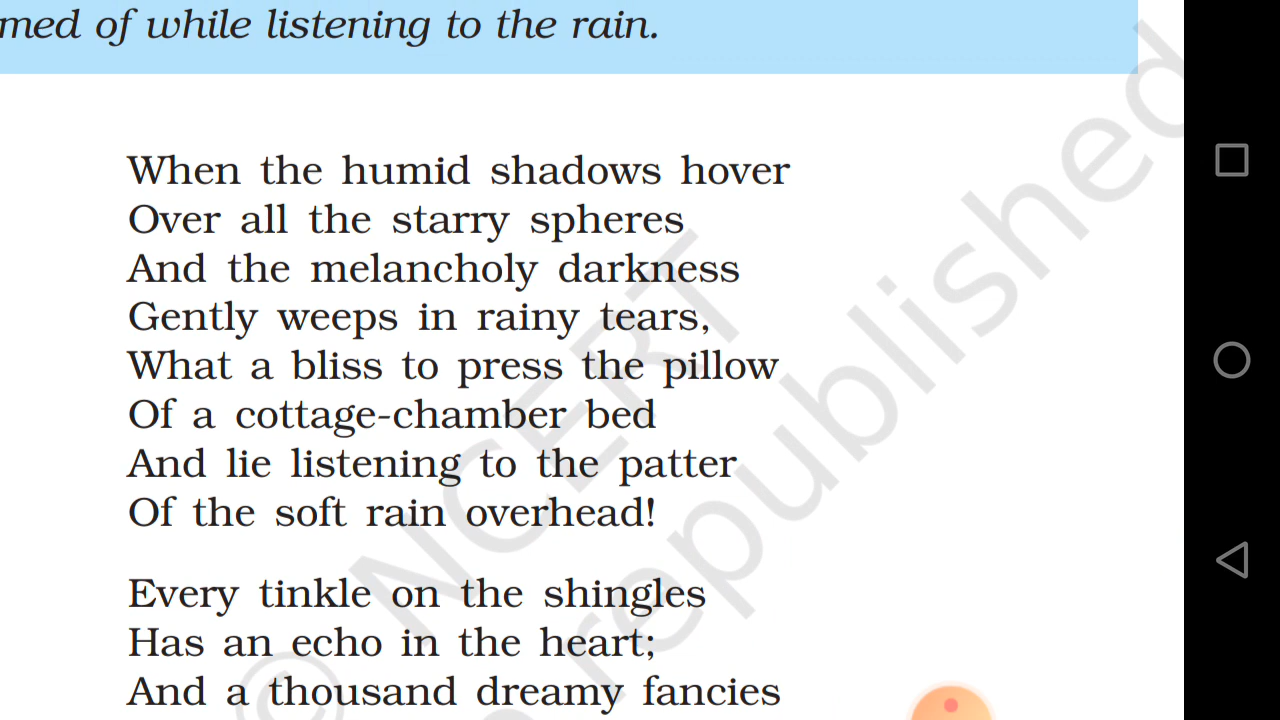 med of while listening to the rain.
When the humid shadows hover
Over all the starry spheres
And the melancholy darkness
Gently weeps in rainy tears,
What a bliss to press the pillow
Of a cottage-chamber bed
And lie listening to the patter
Of the soft rain overhead!
Every tinkle on the shingles
Has an echo in the heart;
And a thousand dreamy fancies
© NCERT
republished